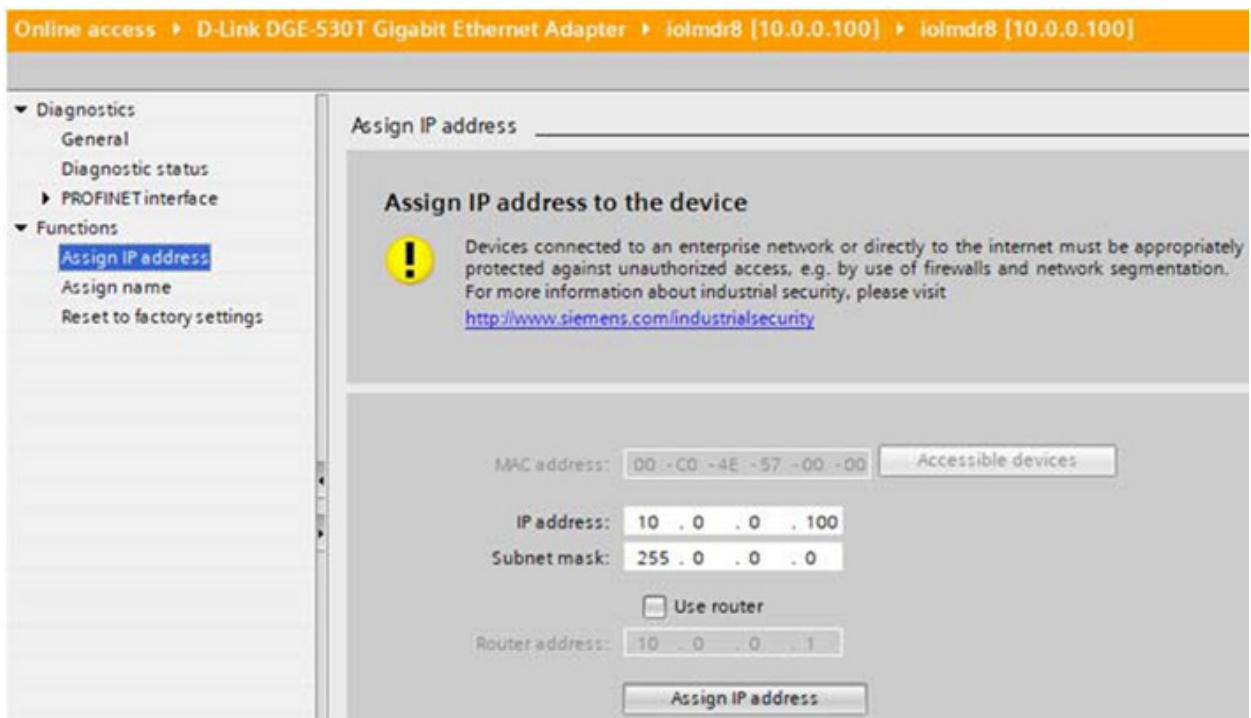 Online access ▸ D-Link DGE-530T Gigabit Ethernet Adapter ▸ iolmdr8 [10.0.0.100] ▸ iolmdr8 [10.0.0.100]
Diagnostics
General
Diagnostic status
PROFINET interface
Functions
Assign IP address
Assign name
Reset to factory settings
Assign IP address
Assign IP address to the device
Devices connected to an enterprise network or directly to the internet must be appropriately
protected against unauthorized access, e.g. by use of firewalls and network segmentation.
For more information about industrial security, please visit
http://www.siemens.com/industrialsecurity
MAC address: 00 -C0 -4E -57 -00 -00 Accessible devices
IP address: 10 . 0 . 0 . 100
Subnet mask: 255 . 0 . 0 . 0
Use router
Router address: 10 . 0 . 0 . 1
Assign IP address